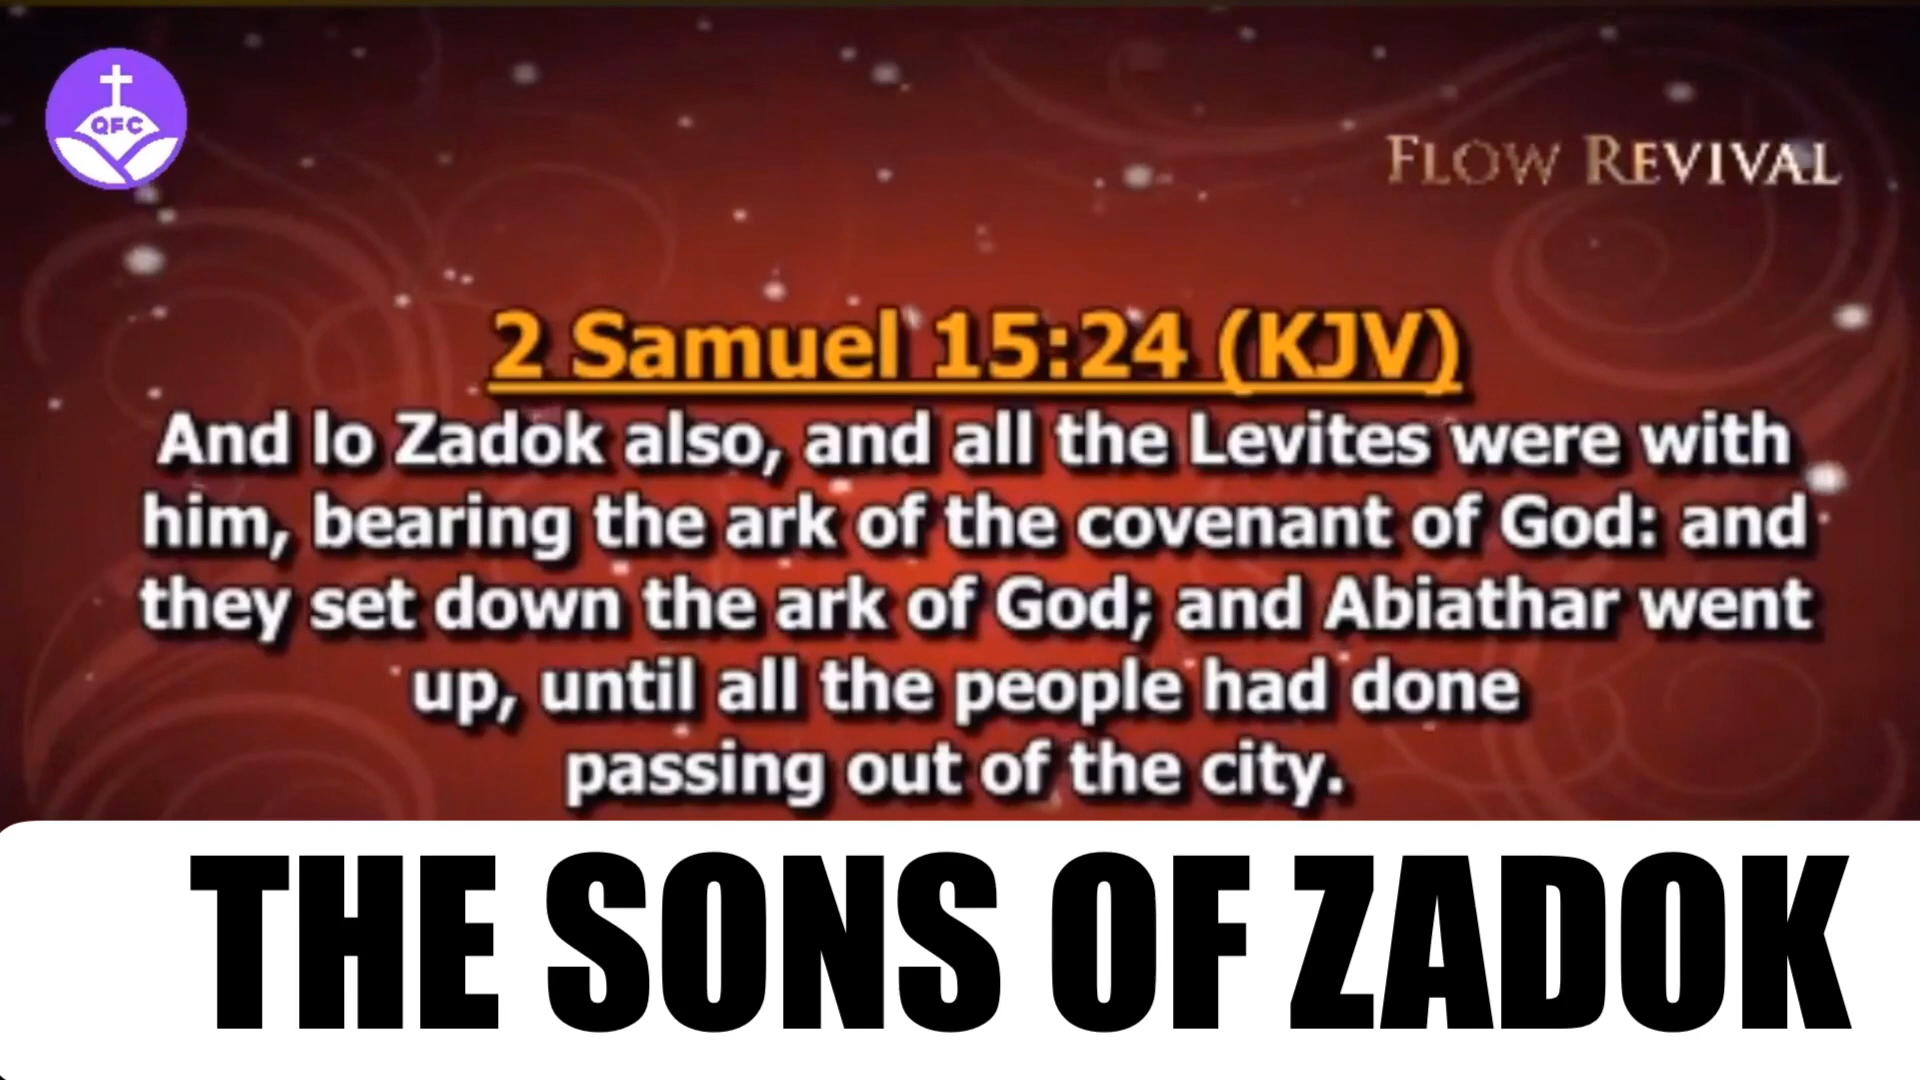 QFC
FLOW REVIVAL
2 Samuel 15:24 (KJV)
And lo Zadok also, and all the Levites were with
him, bearing the ark of the covenant of God: and
they set down the ark of God; and Abiathar went
up, until all the people had done
passing out of the city.
THE SONS OF ZADOK